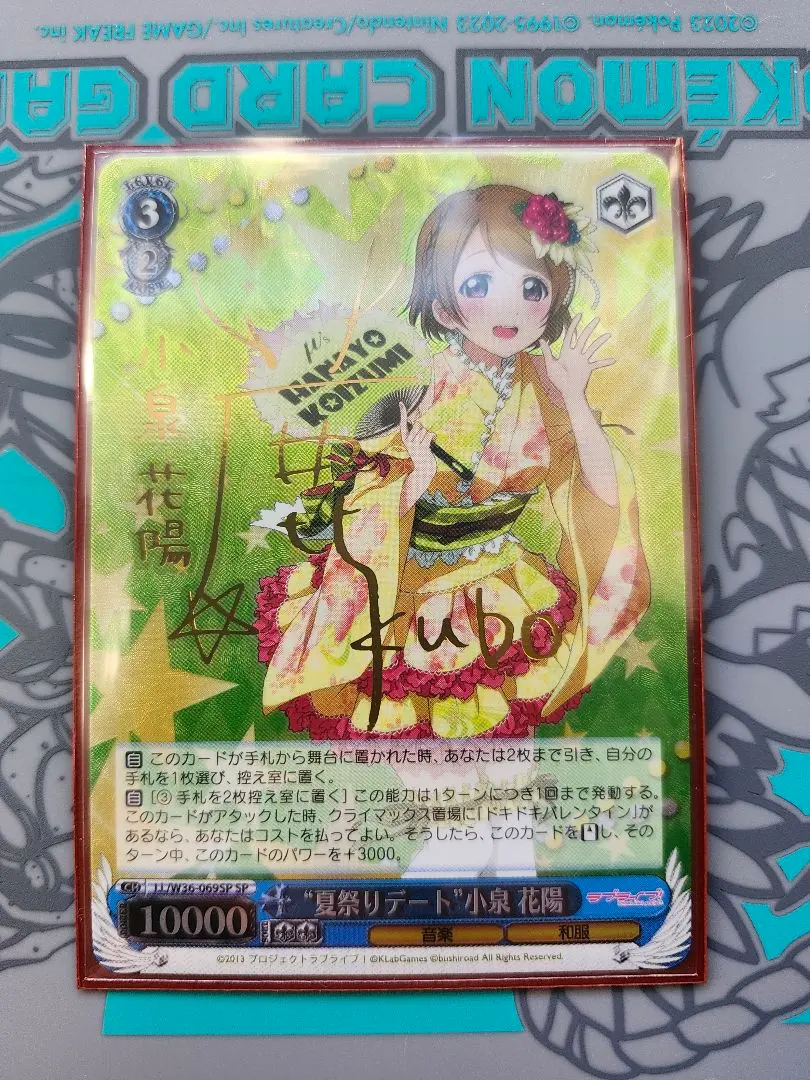 ©2023 Pokémon. ©1995-2023 Nintendo/Creatures Inc./GAME FREAK inc.
KÉMON CARD GA
LEVEL
3
2
COST
μ's
HANAYO
KOIZUMI
小泉花陽
kubo
自 このカードが手札から舞台に置かれた時、あなたは2枚まで引き、自分の
手札を1枚選び、控え室に置く。
自 [③ 手札を2枚控え室に置く] この能力は1ターンにつき1回まで発動する。
このカードがアタックした時、クライマックス置場に「ドキドキバレンタイン」が
あるなら、あなたはコストを払ってよい。そうしたら、このカードをし、その
ターン中、このカードのパワーを+3000。
CH LL/W36-069SP SP
10000
"夏祭りデート"小泉 花陽
ラブライブ!
音楽
和服
©2013 プロジェクトラブライブ! ©KLabGames ©bushiroad All Rights Reserved.